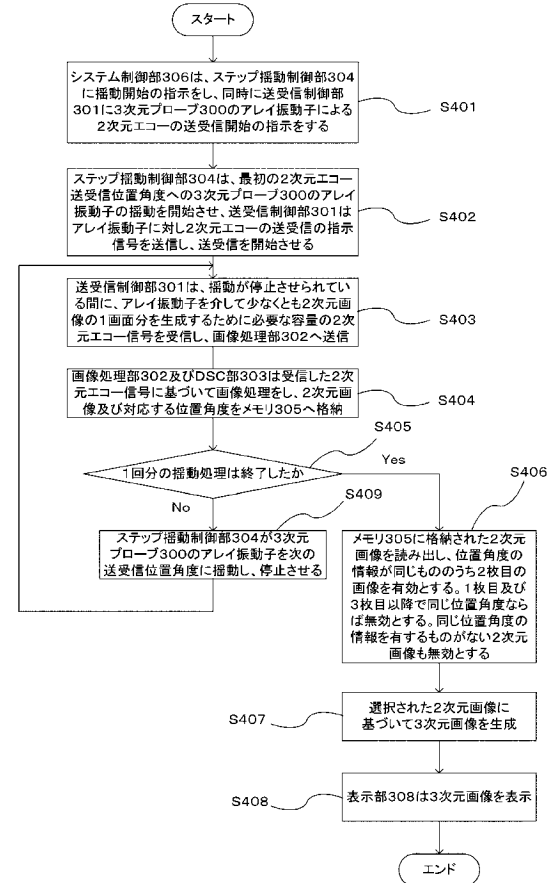 スタート
システム制御部306は、ステップ揺動制御部304
に揺動開始の指示をし、同時に送受信制御部
301に3次元プローブ300のアレイ振動子による
2次元エコーの送受信開始の指示をする
S401
ステップ揺動制御部304は、最初の2次元エコー
送受信位置角度への3次元プローブ300のアレイ
振動子の揺動を開始させ、送受信制御部301は
アレイ振動子に対し2次元エコーの送受信の指示
信号を送信し、送受信を開始させる
S402
送受信制御部301は、揺動が停止させられてい
る間に、アレイ振動子を介して少なくとも2次元画
像の1画面分を生成するために必要な容量の2次
元エコー信号を受信し、画像処理部302へ送信
S403
画像処理部302及びDSC部303は受信した2次
元エコー信号に基づいて画像処理をし、2次元画
像及び対応する位置角度をメモリ305へ格納
S404
S405
1回分の揺動処理は終了したか
Yes
No
S409
S406
ステップ揺動制御部304が3次元
プローブ300のアレイ振動子を次の
送受信位置角度に揺動し、停止させる
メモリ305に格納された2次元
画像を読み出し、位置角度の
情報が同じもののうち2枚目の
画像を有効とする。1枚目及び
3枚目以降で同じ位置角度なら
ば無効とする。同じ位置角度の
情報を有するものがない2次元
画像も無効とする
S407
選択された2次元画像に
基づいて3次元画像を生成
S408
表示部308は3次元画像を表示
エンド